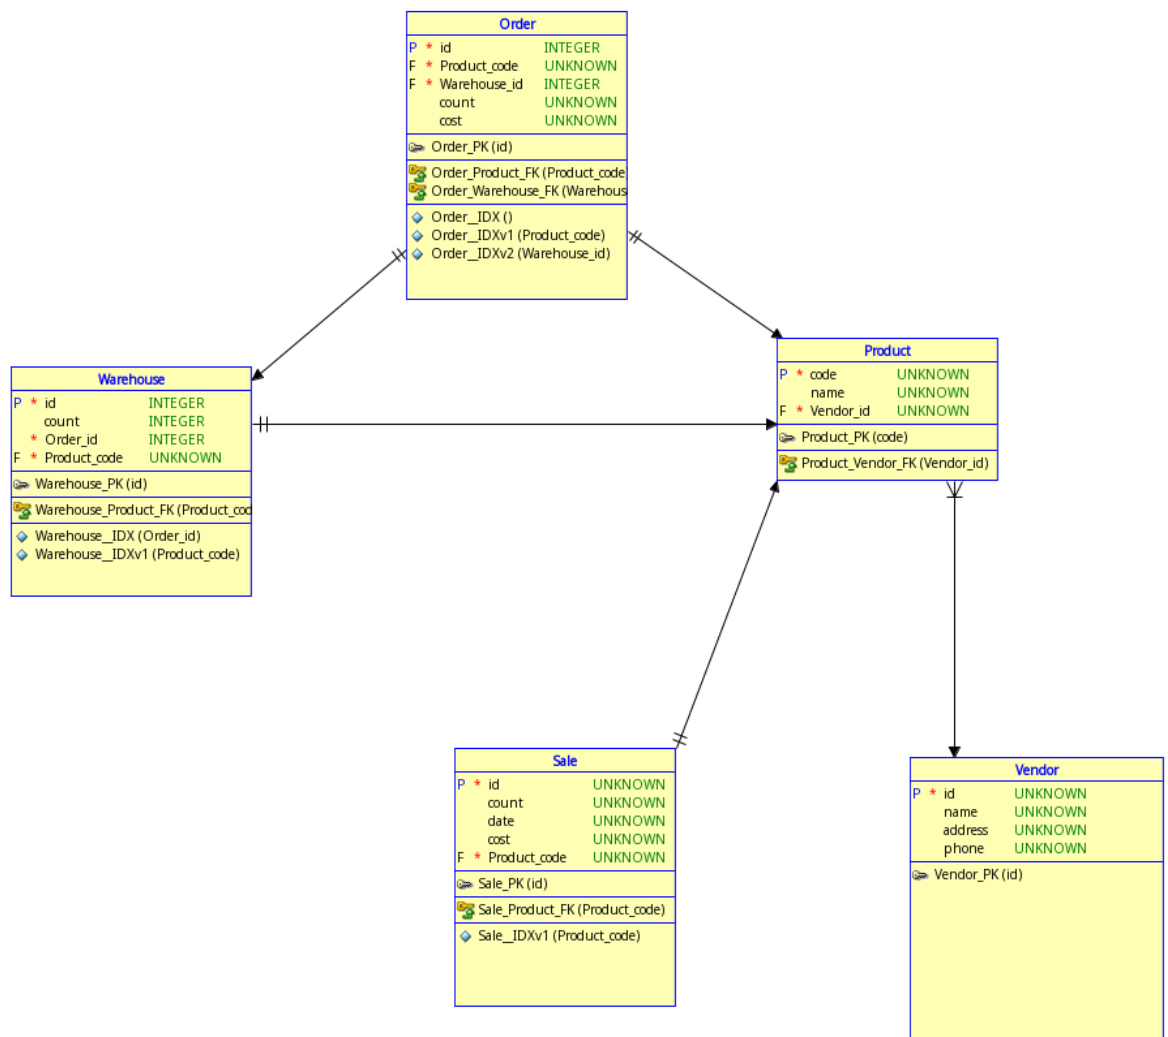 Order
P * id INTEGER
F * Product_code UNKNOWN
F * Warehouse_id INTEGER
count UNKNOWN
cost UNKNOWN
Order_PK (id)
Order_Product_FK (Product_code
Order_Warehouse_FK (Warehous
Order__IDX ()
Order__IDXv1 (Product_code)
Order__IDXv2 (Warehouse_id)
Warehouse
P * id INTEGER
count INTEGER
* Order_id INTEGER
F * Product_code UNKNOWN
Warehouse_PK (id)
Warehouse_Product_FK (Product_cod
Warehouse__IDX (Order_id)
Warehouse__IDXv1 (Product_code)
Product
P * code UNKNOWN
name UNKNOWN
F * Vendor_id UNKNOWN
Product_PK (code)
Product_Vendor_FK (Vendor_id)
Sale
P * id UNKNOWN
count UNKNOWN
date UNKNOWN
cost UNKNOWN
F * Product_code UNKNOWN
Sale_PK (id)
Sale_Product_FK (Product_code)
Sale__IDXv1 (Product_code)
Vendor
P * id UNKNOWN
name UNKNOWN
address UNKNOWN
phone UNKNOWN
Vendor_PK (id)